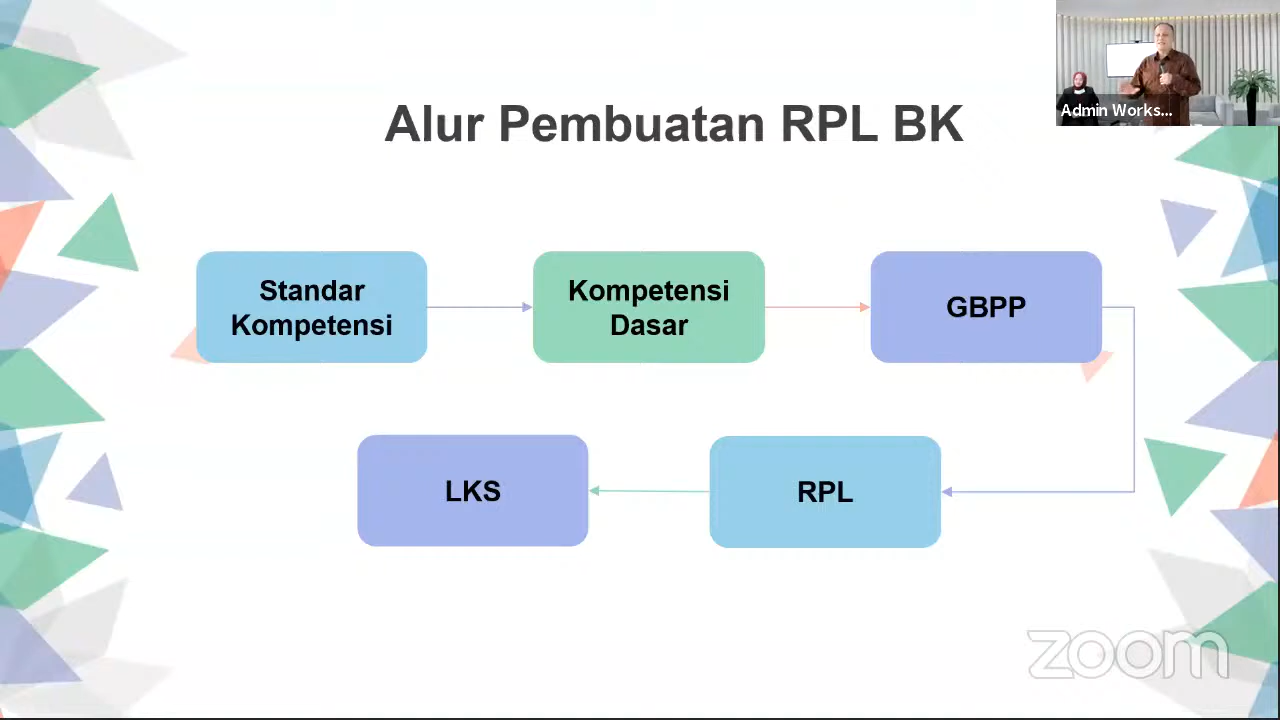 Admin Works...
Alur Pembuatan RPL BK
Standar
Kompetensi
Kompetensi
Dasar
GBPP
LKS
RPL
zoom